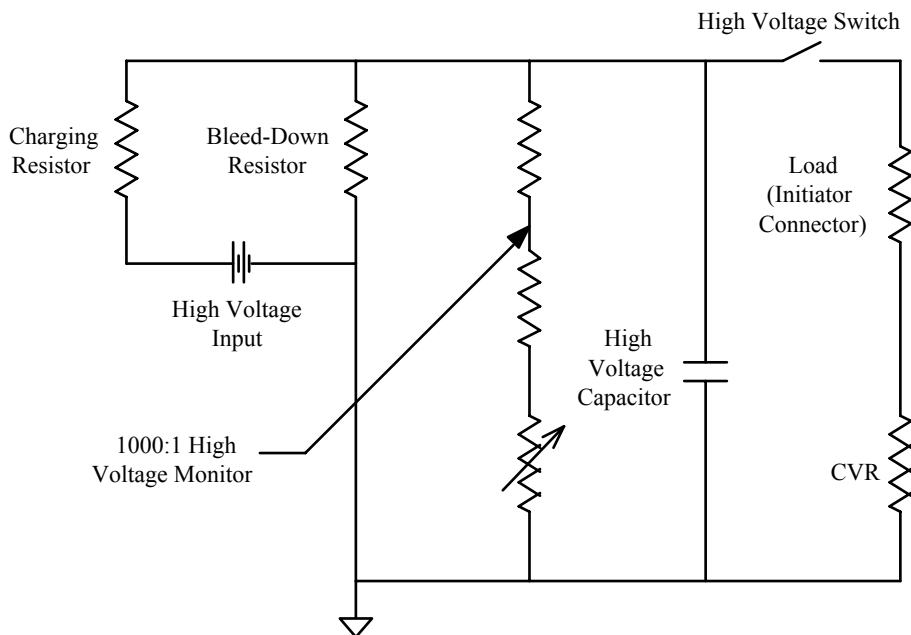 High Voltage Switch
Charging
Resistor
Bleed-Down
Resistor
Load
(Initiator
Connector)
High Voltage
Input
High
Voltage
Capacitor
1000:1 High
Voltage Monitor
CVR